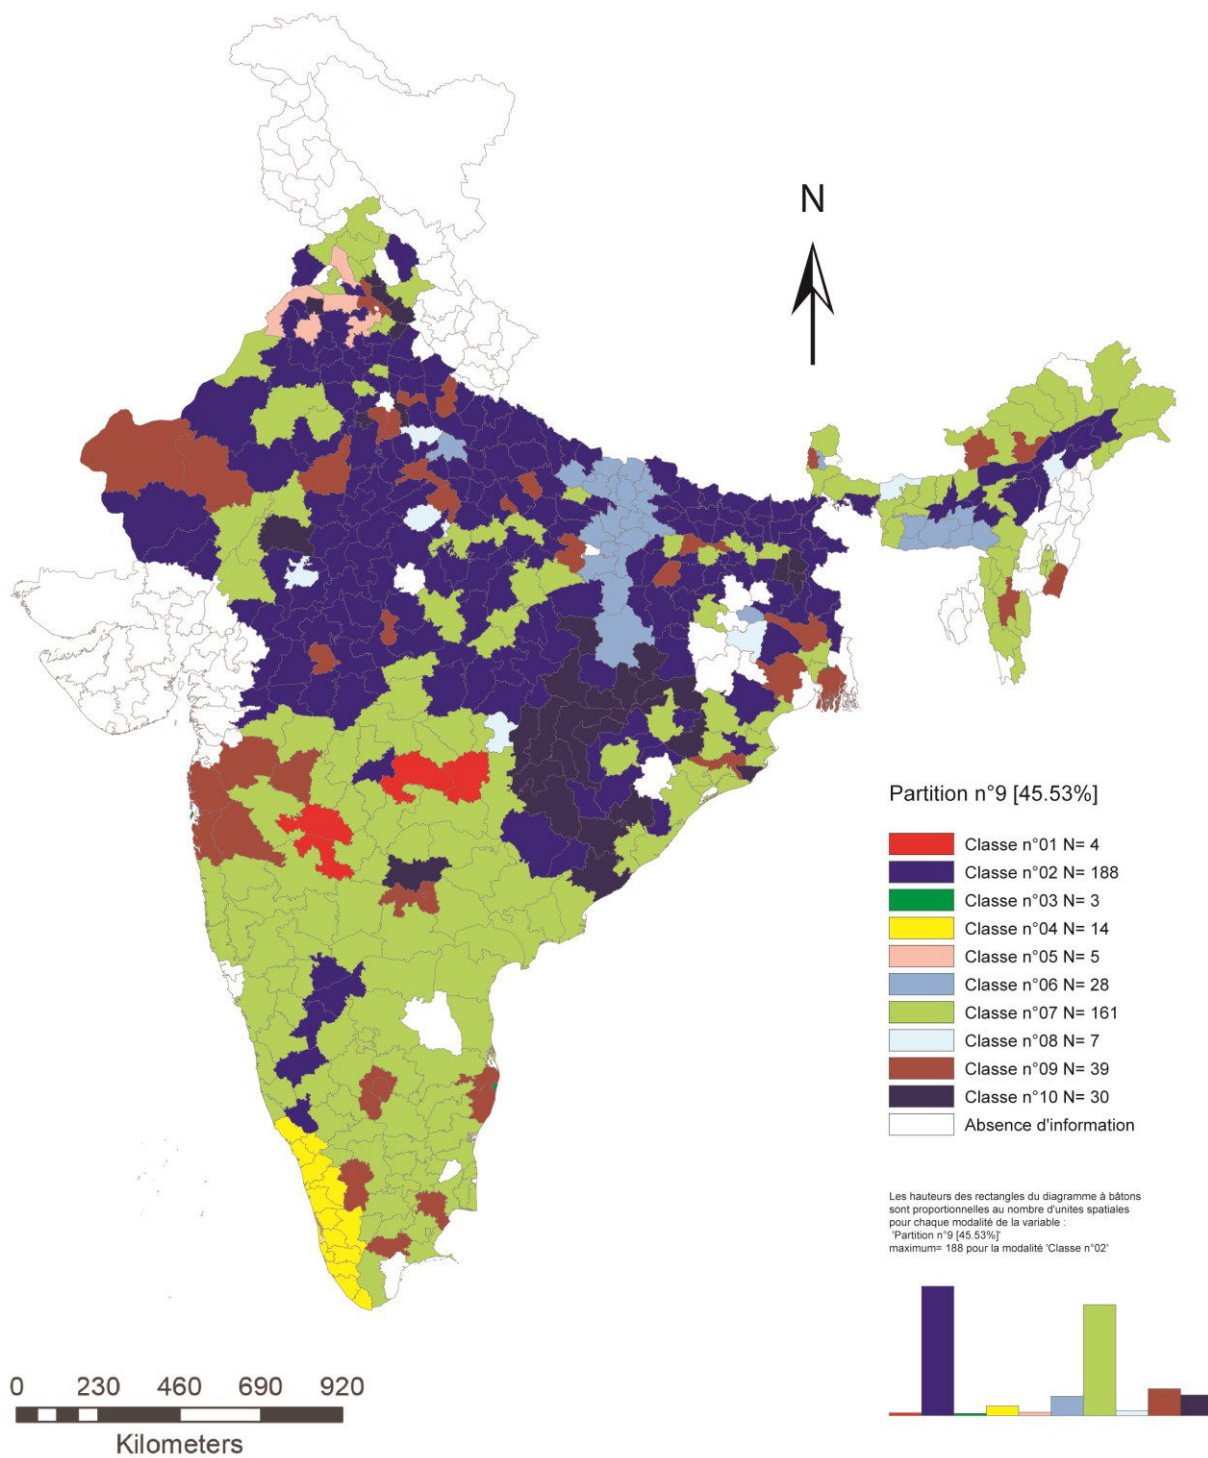 N
Partition n°9 [45.53%]
Classe n°01 N= 4
Classe n°02 N= 188
Classe n°03 N= 3
Classe n°04 N= 14
Classe n°05 N= 5
Classe n°06 N= 28
Classe n°07 N= 161
Classe n°08 N= 7
Classe n°09 N= 39
Classe n°10 N= 30
Absence d'information
Les hauteurs des rectangles du diagramme à bâtons
sont proportionnelles au nombre d'unites spatiales
pour chaque modalité de la variable :
'Partition n°9 [45.53%]'
maximum= 188 pour la modalité 'Classe n°02'
0 230 460 690 920
Kilometers